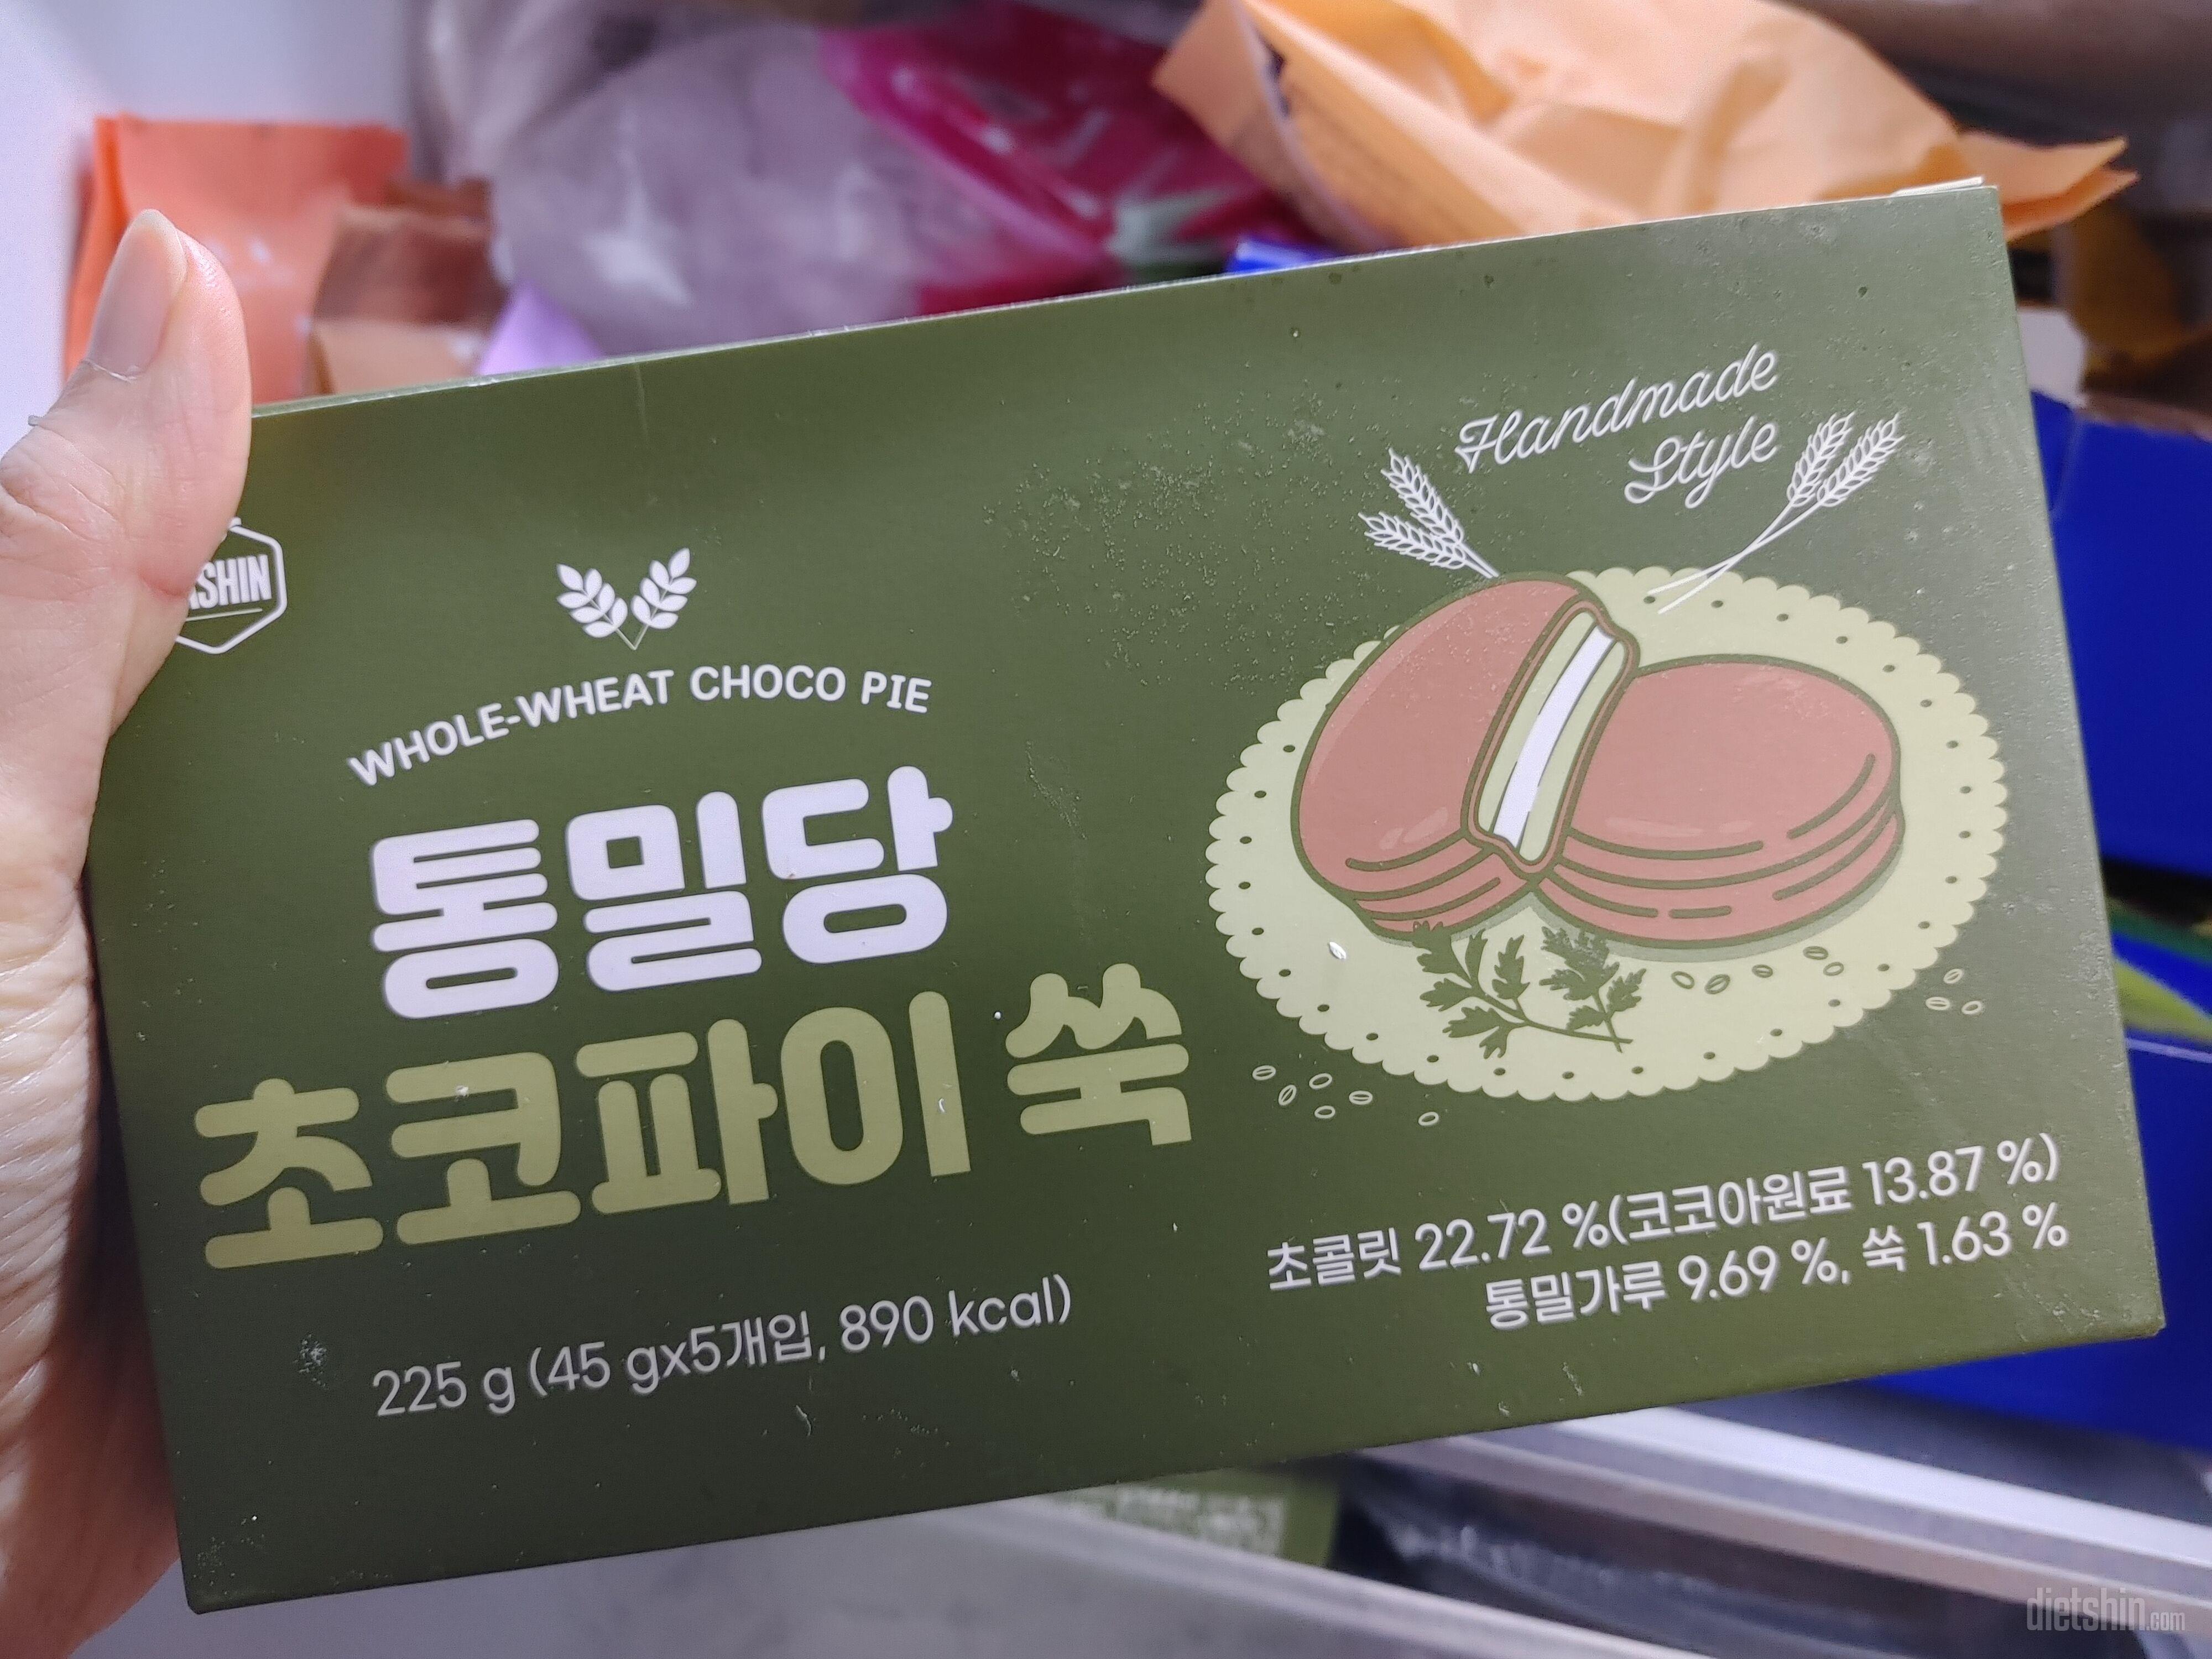 WHOLE-WHEAT CHOCO PIE
통밀당
초코파이 쑥
225 g (45 gx5개입, 890 kcal)
Handmade
Style
초콜릿 22.72 %(코코아원료 13.87 %)
통밀가루 9.69 %, 쑥 1.63 %
dietshin.com